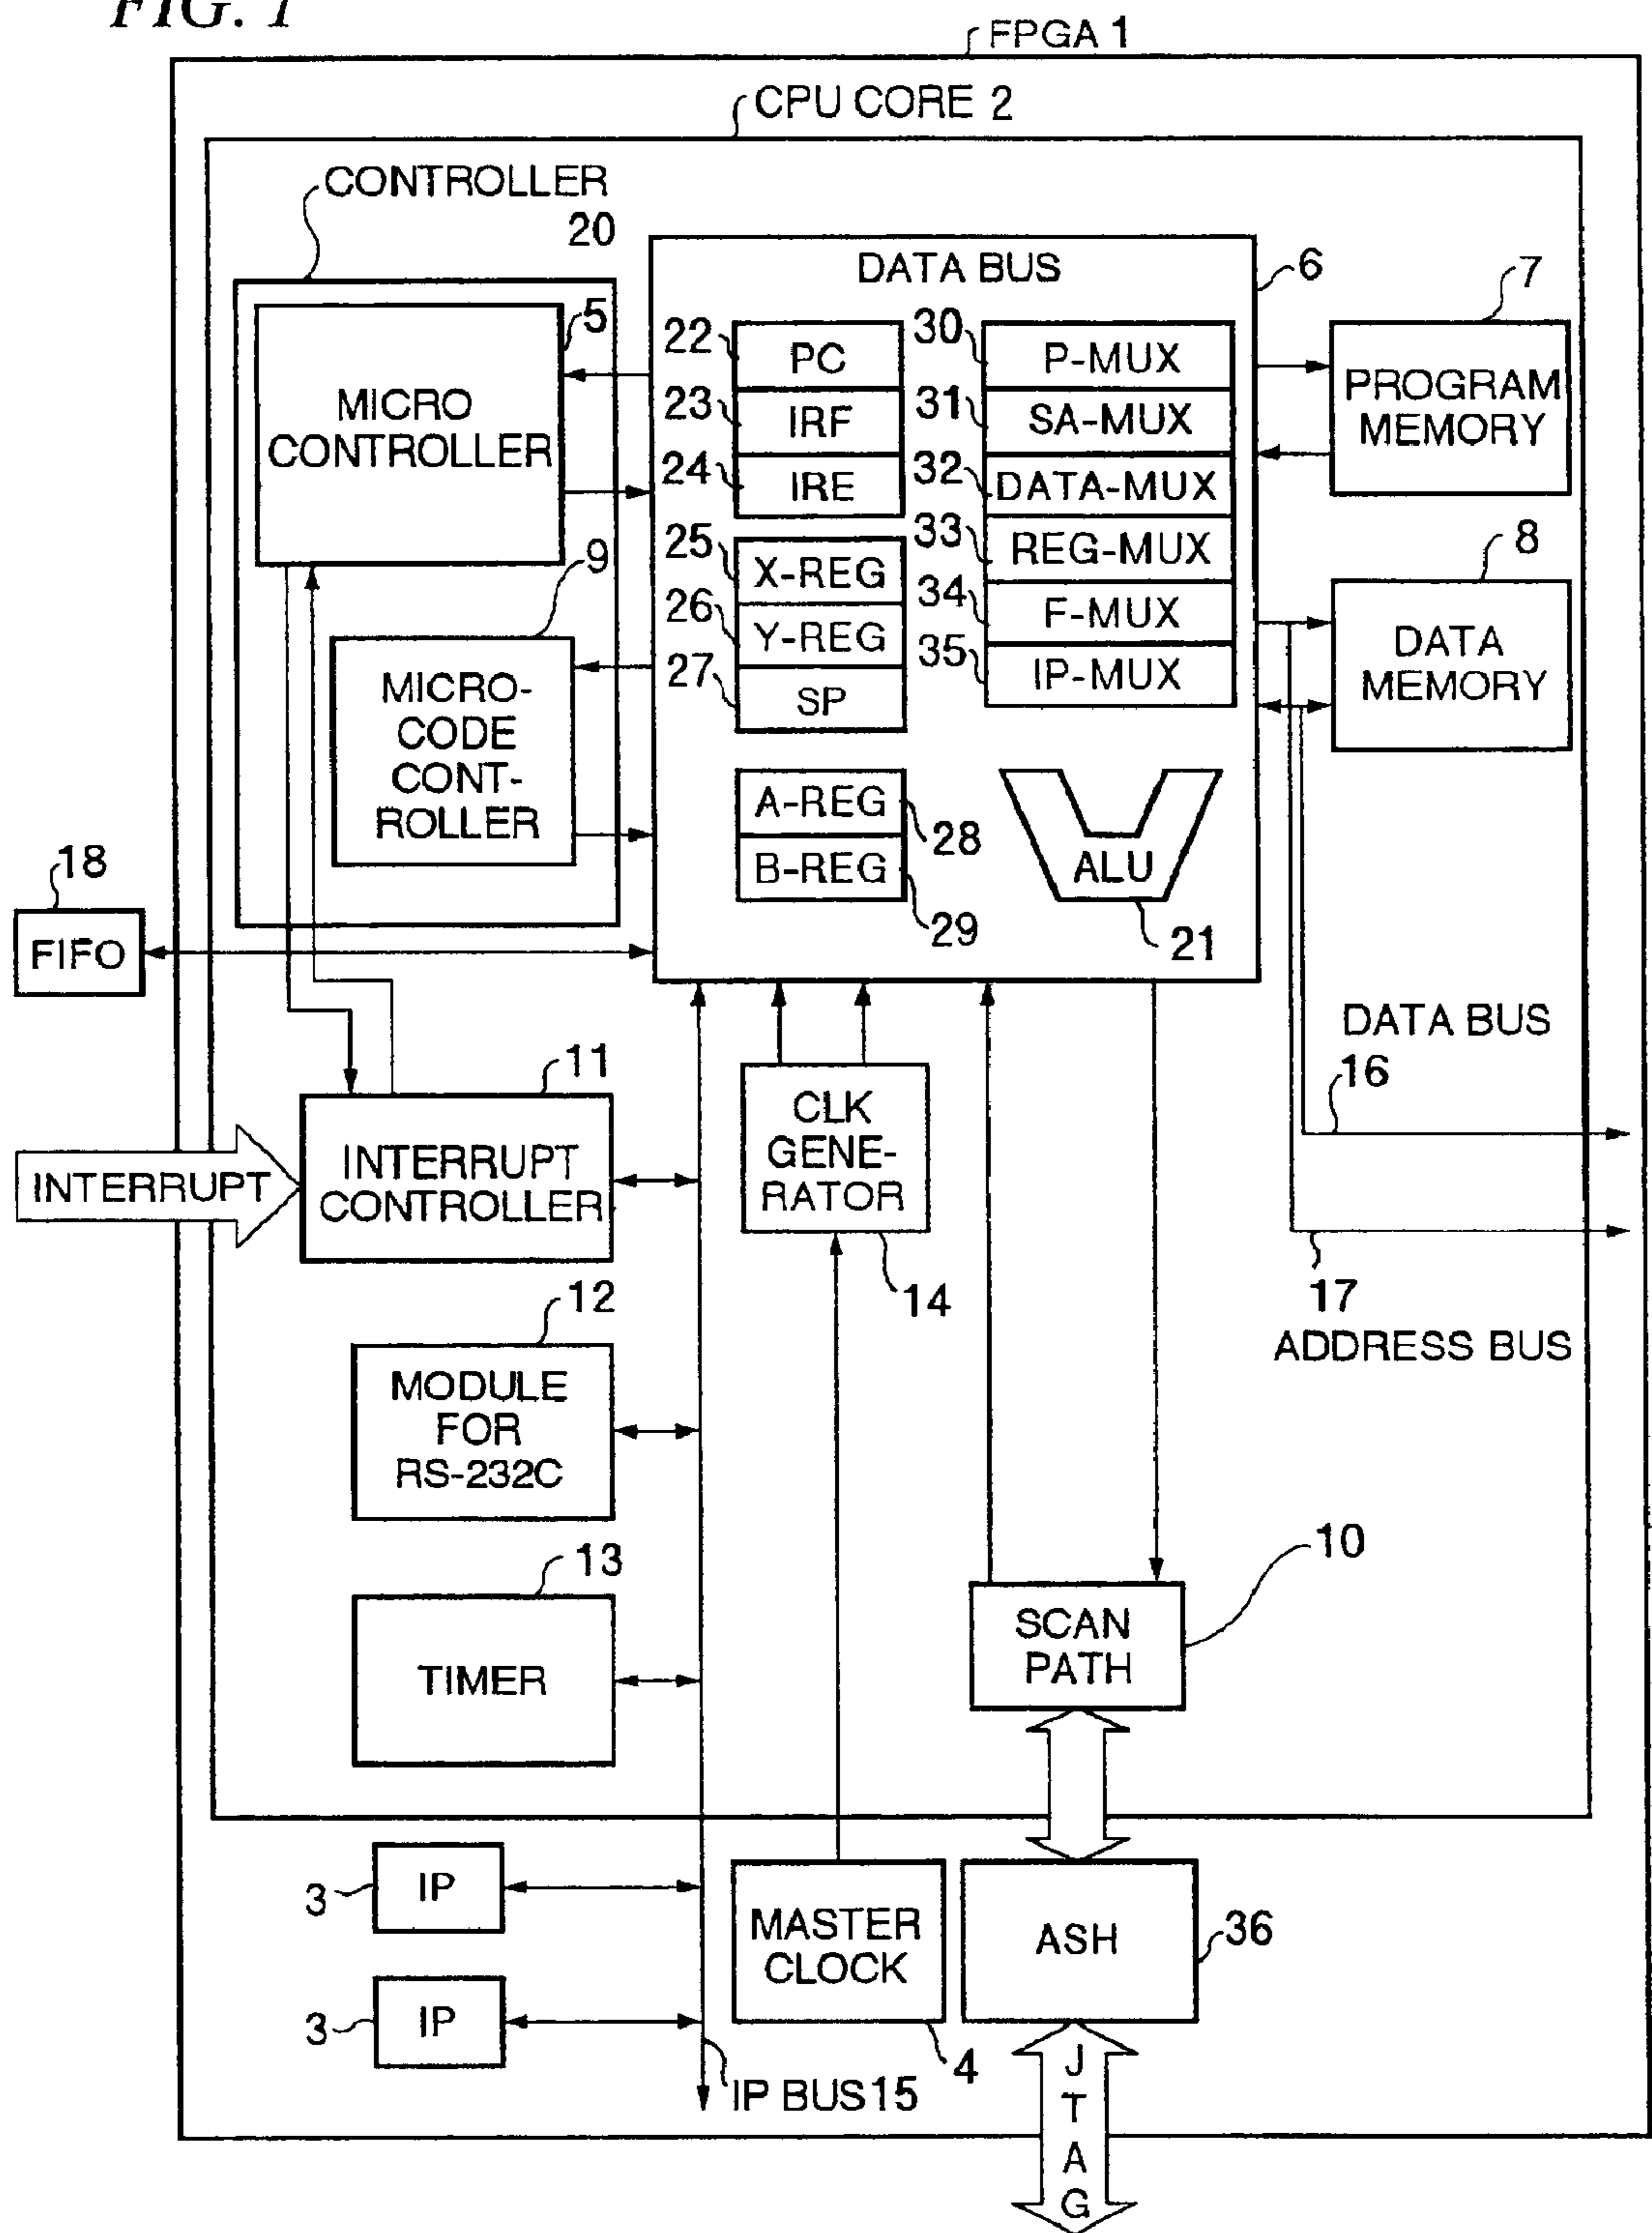 FIG. 1
FPGA 1
CPU CORE 2
CONTROLLER
20
DATA BUS
6
7
5
22
PC
30
P-MUX
PROGRAM
MEMORY
MICRO
CONTROLLER
23
IRF
31
SA-MUX
24
IRE
32
DATA-MUX
9
25
X-REG
33
REG-MUX
8
26
Y-REG
34
F-MUX
DATA
MEMORY
27
SP
35
IP-MUX
MICRO-
CODE
CONT-
ROLLER
A-REG
28
B-REG
29
ALU
21
18
FIFO
DATA BUS
16
11
CLK
GENE-
RATOR
INTERRUPT
INTERRUPT
CONTROLLER
14
17
ADDRESS BUS
12
MODULE
FOR
RS-232C
13
TIMER
10
SCAN
PATH
3
IP
MASTER
CLOCK
ASH
36
3
IP
4
IP BUS 15
J
T
A
G